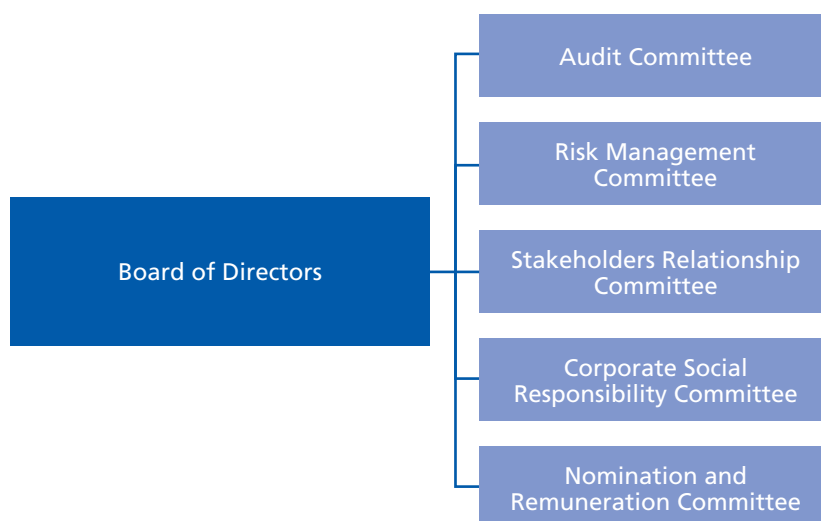 Audit Committee
Risk Management
Committee
Board of Directors
Stakeholders Relationship
Committee
Corporate Social
Responsibility Committee
Nomination and
Remuneration Committee